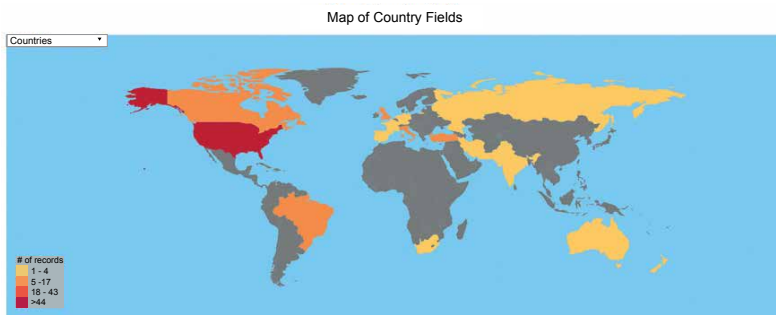 Map of Country Fields
Countries
# of records
1 - 4
5 -17
18 - 43
>44